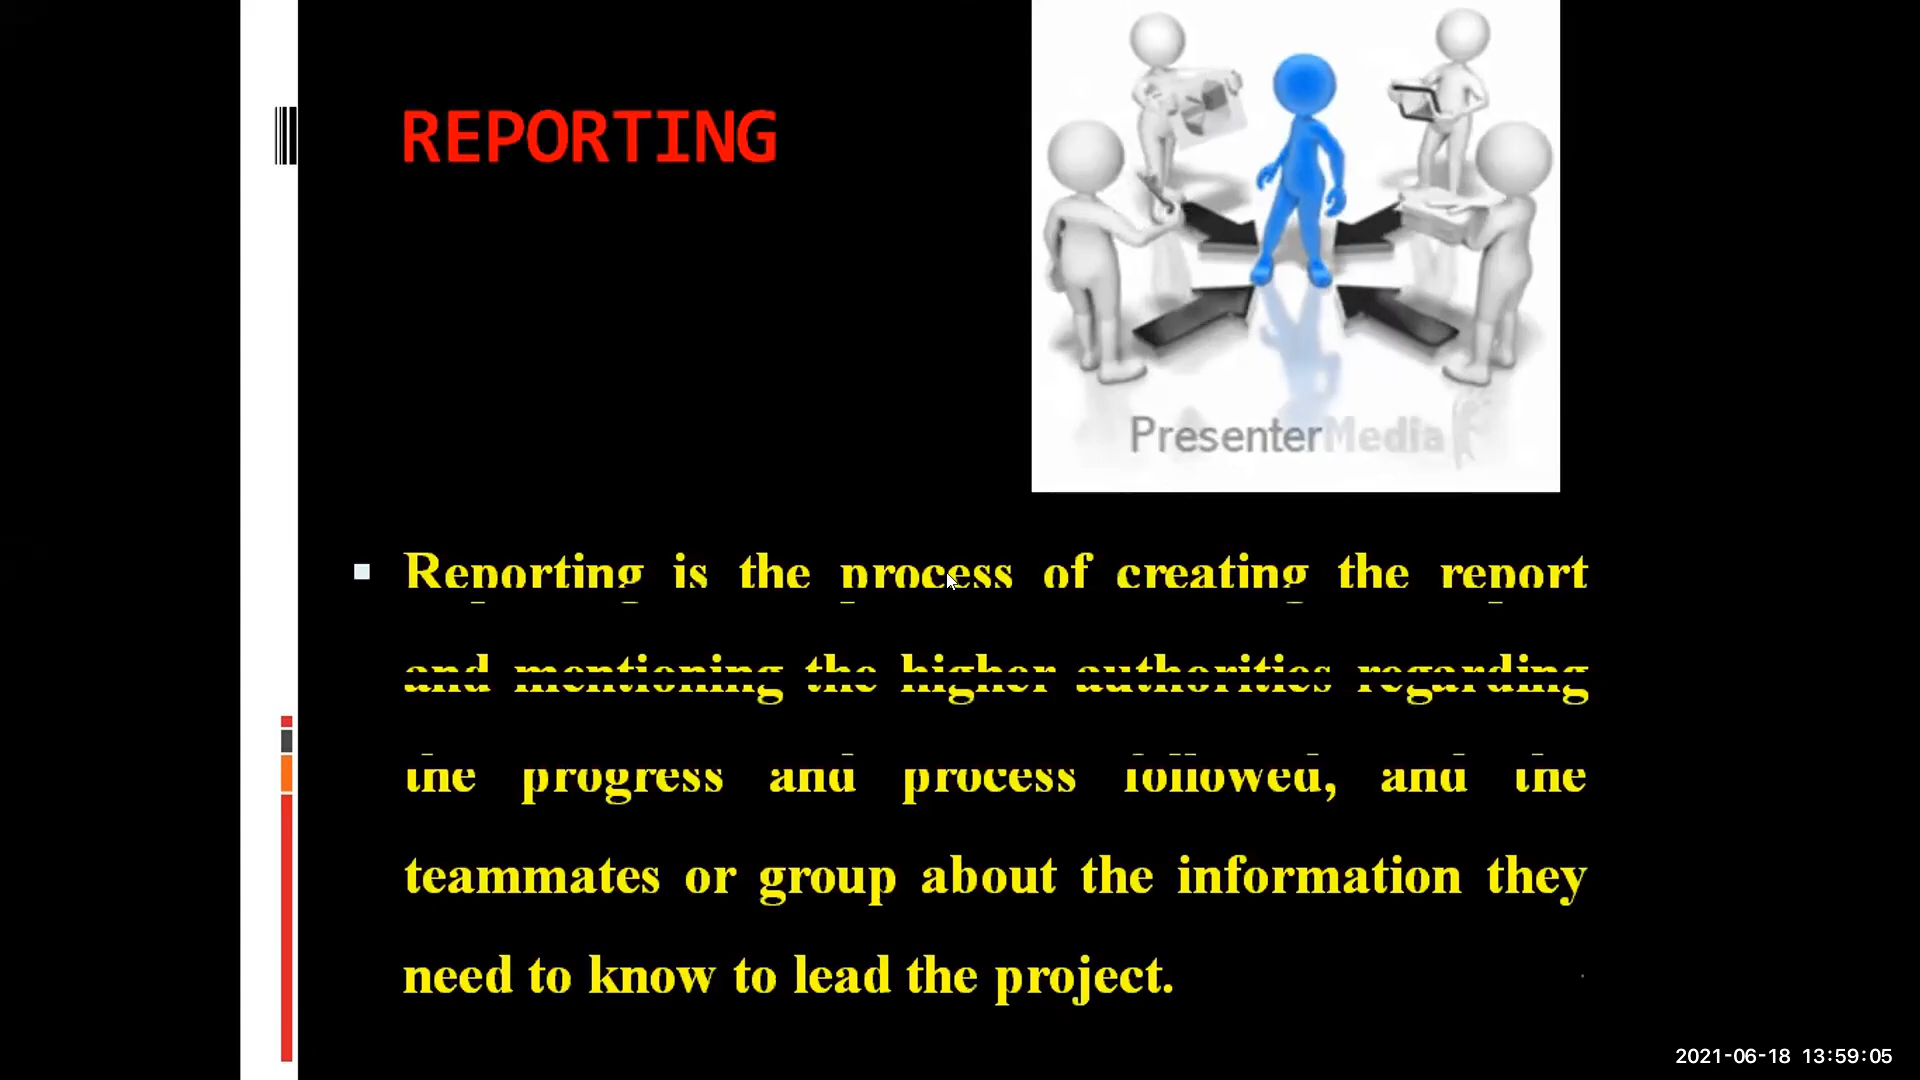 REPORTING
PresenterMedia
Reporting is the process of creating the report
and mentioning the higher authorities regarding
the progress and process followed, and the
teammates or group about the information they
need to know to lead the project.
2021-06-18 13:59:05